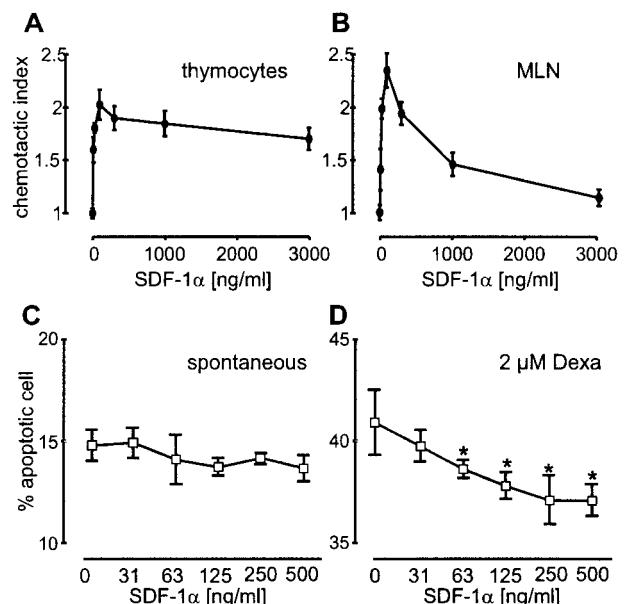 A
B
chemotactic index
2.5
2
1.5
1
thymocytes
2.5
2
1.5
1
MLN
0 1000 2000 3000
SDF-1α [ng/ml]
0 1000 2000 3000
SDF-1α [ng/ml]
C
D
% apoptotic cell
20
15
10
spontaneous
45
40
35
2 µM Dexa
* * * *
0 31 63 125 250 500
SDF-1α [ng/ml]
0 31 63 125 250 500
SDF-1α [ng/ml]